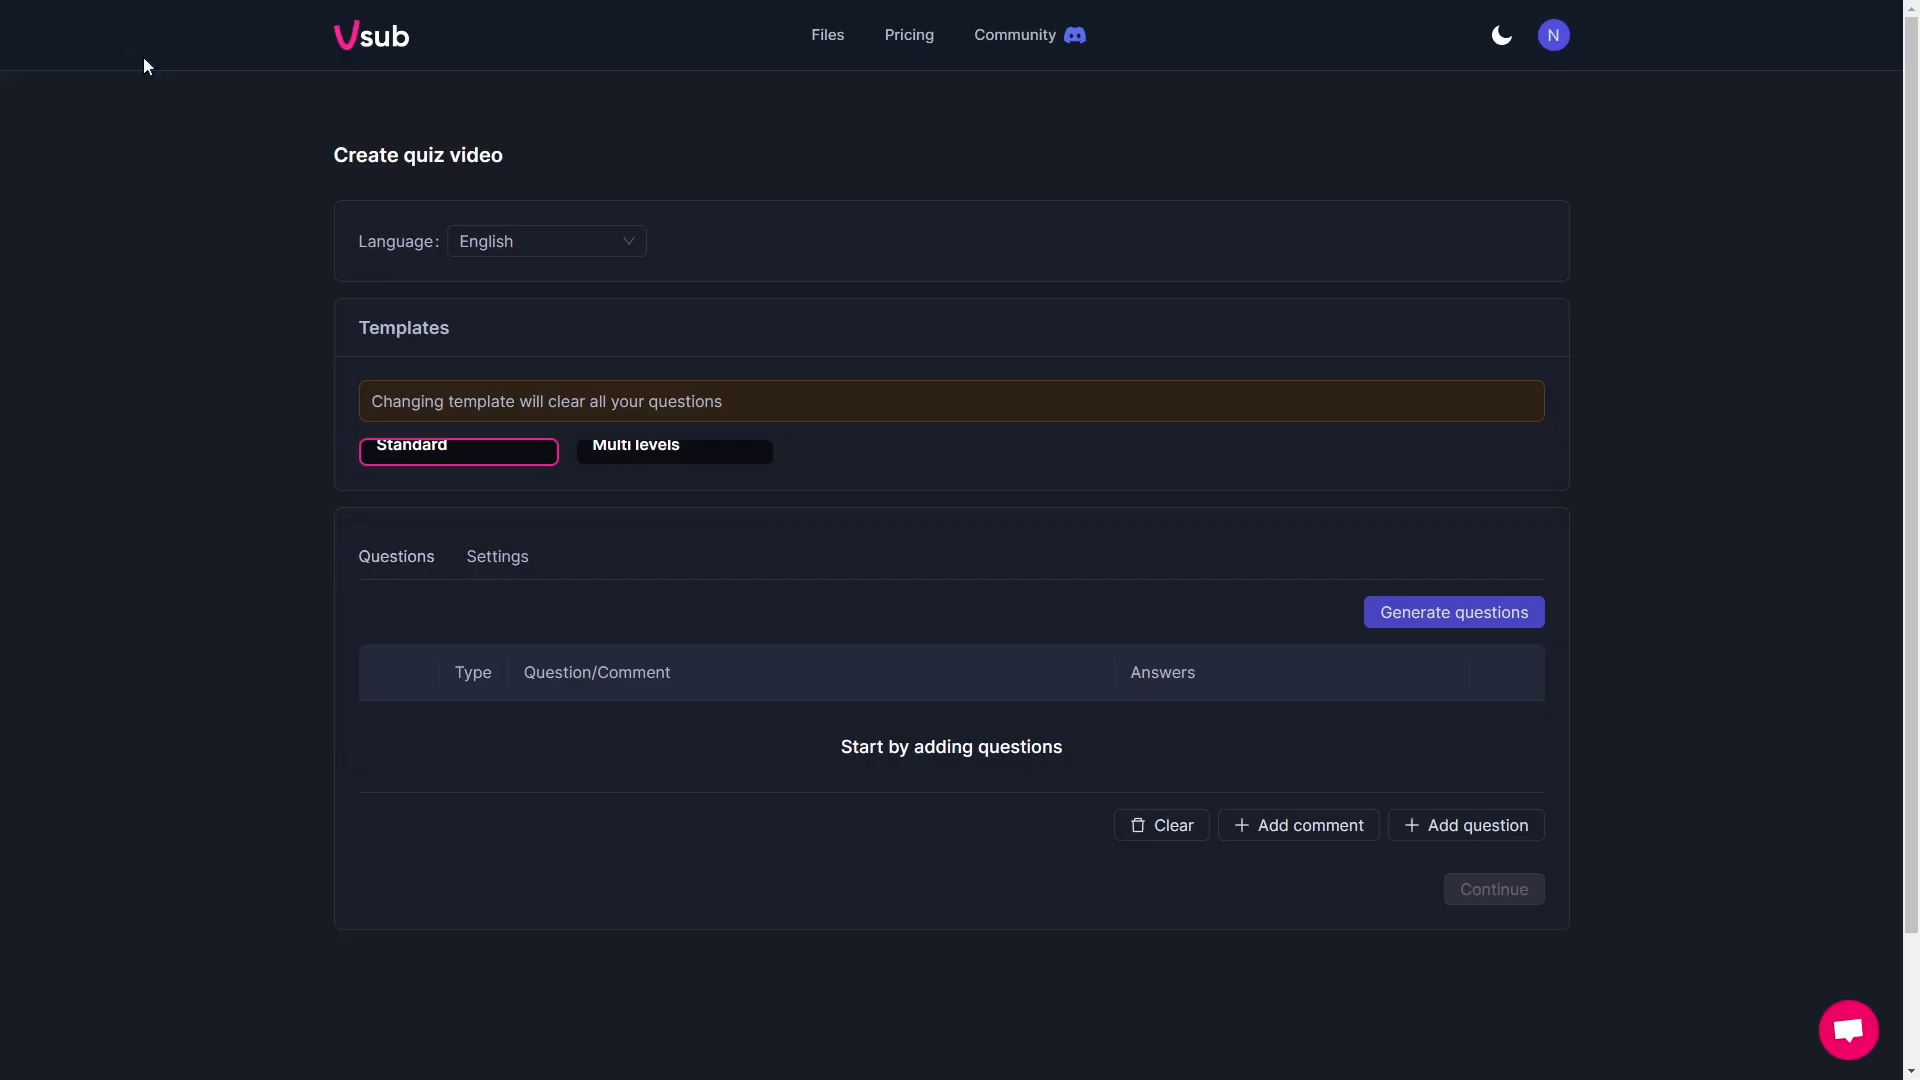 Vsub
Files
Pricing
Community
N
Create quiz video
Language: English
Templates
Changing template will clear all your questions
Standard
Multi levels
Questions
Settings
Generate questions
Type
Question/Comment
Answers
Start by adding questions
Clear
Add comment
Add question
Continue